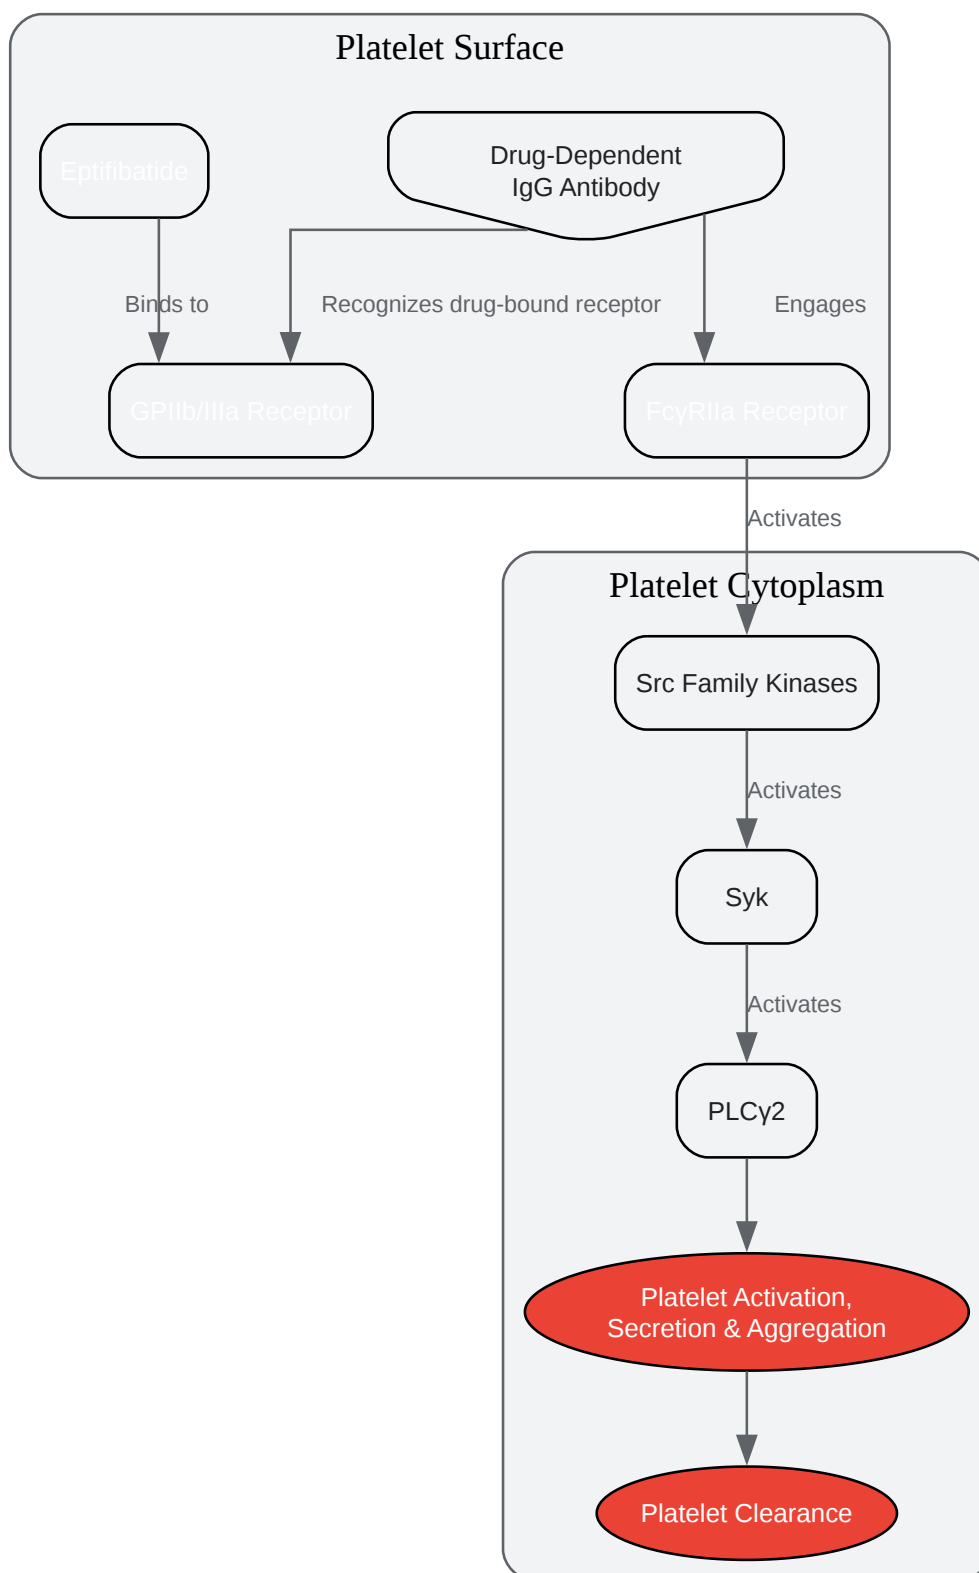 Platelet Surface
Eptifibatide
Drug-Dependent
IgG Antibody
Binds to
Recognizes drug-bound receptor
Engages
GPIIb/IIIa Receptor
FcγRIIa Receptor
Activates
Platelet Cytoplasm
Src Family Kinases
Activates
Syk
Activates
PLCγ2
Platelet Activation,
Secretion & Aggregation
Platelet Clearance